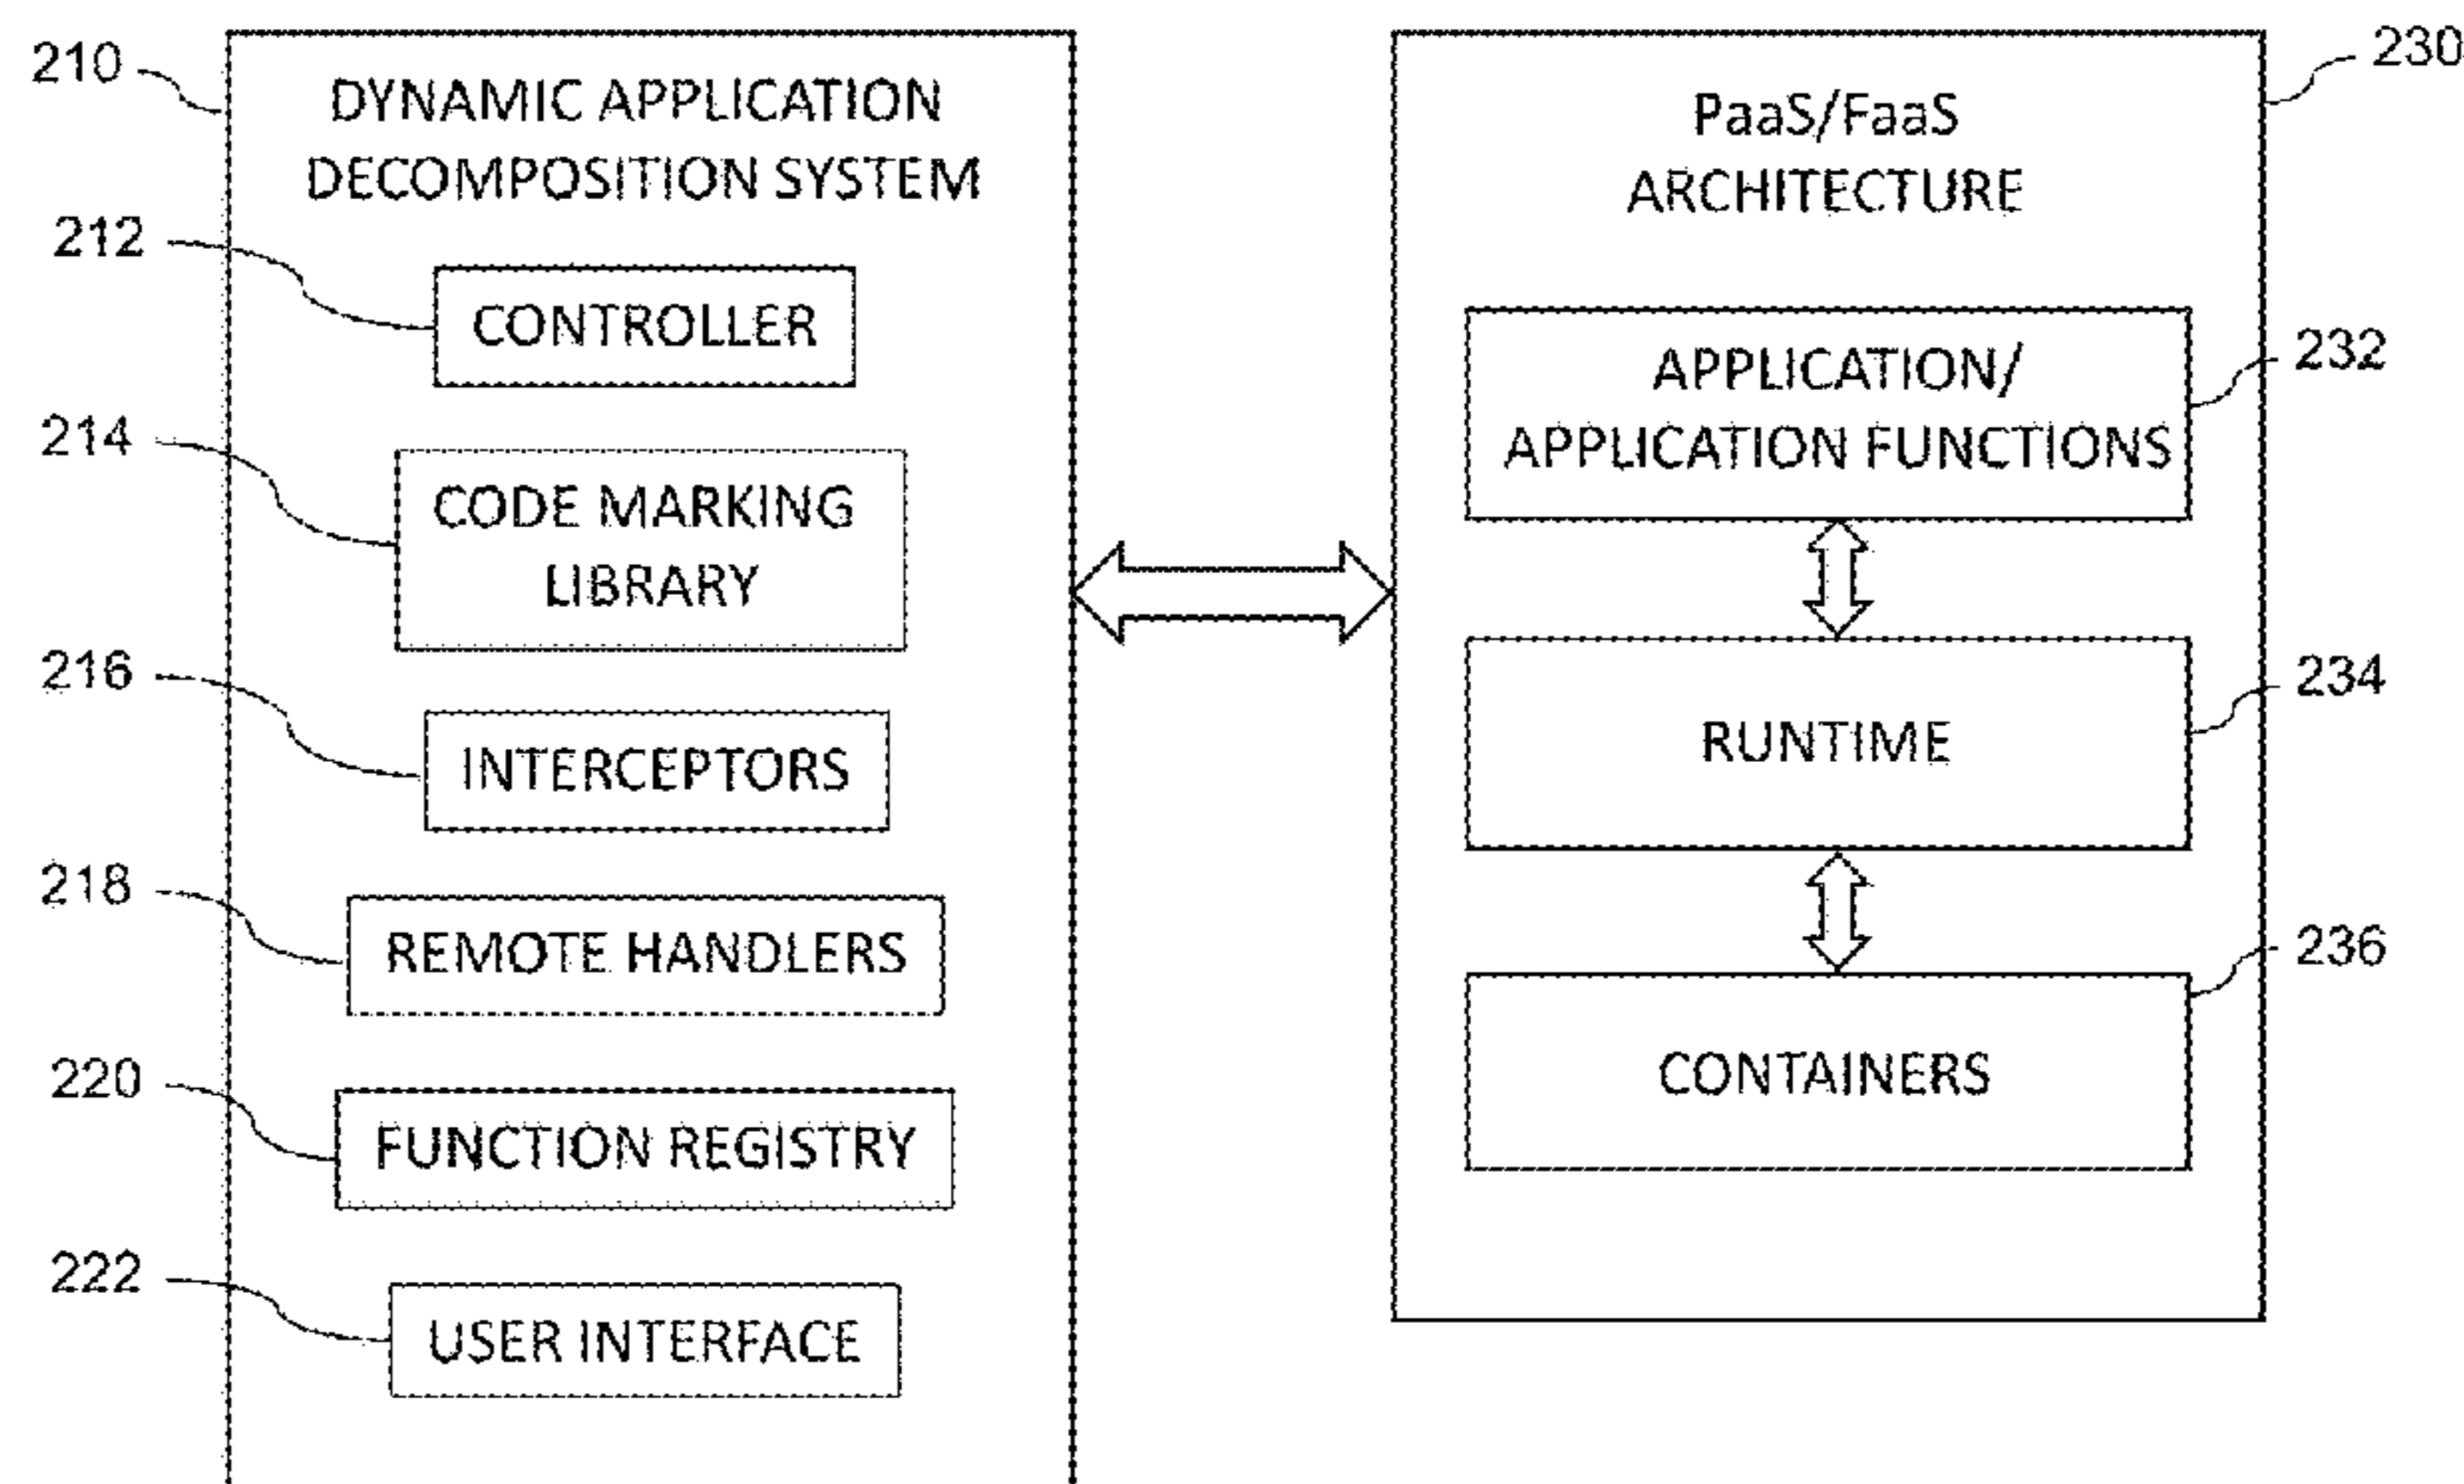 210
DYNAMIC APPLICATION
DECOMPOSITION SYSTEM
212
CONTROLLER
214
CODE MARKING
LIBRARY
216
INTERCEPTORS
218
REMOTE HANDLERS
220
FUNCTION REGISTRY
222
USER INTERFACE
230
PaaS/FaaS
ARCHITECTURE
232
APPLICATION/
APPLICATION FUNCTIONS
234
RUNTIME
236
CONTAINERS